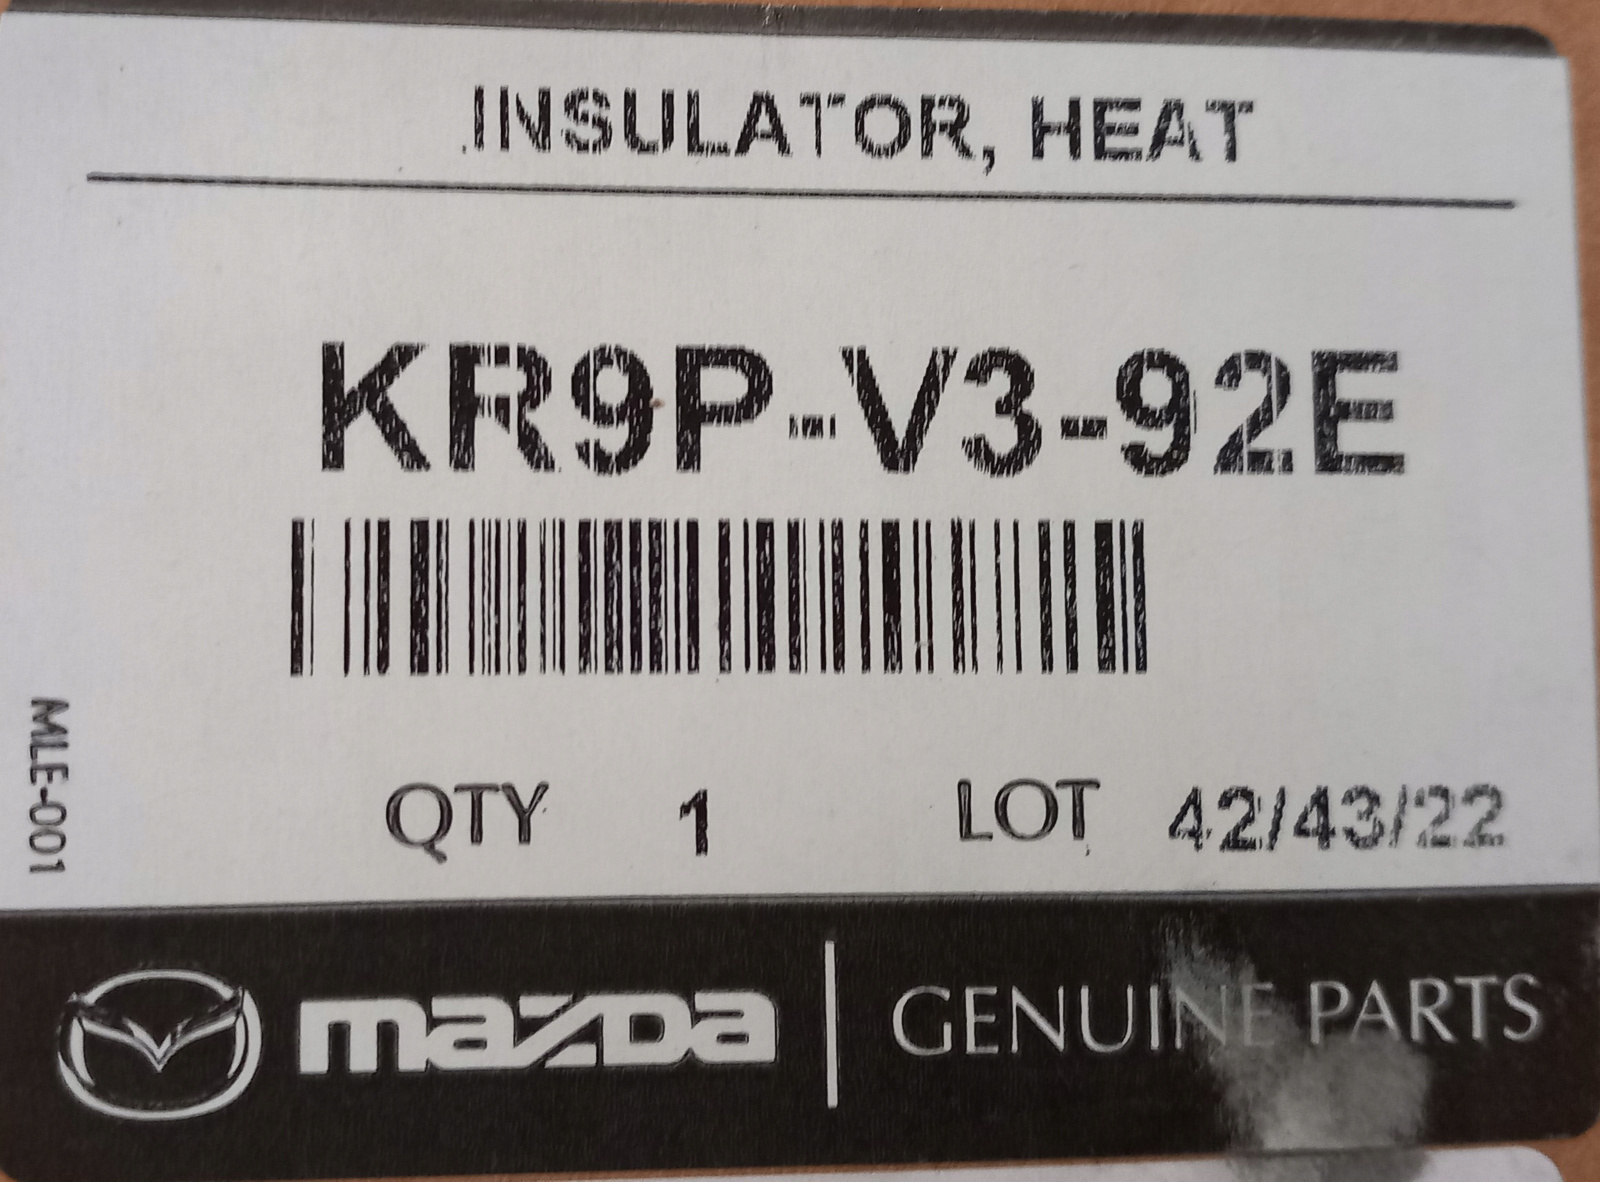 INSULATOR, HEAT
KR9P-V3-92E
MLE-001
QTY 1 LOT 42/43/22
mazda GENUINE PARTS